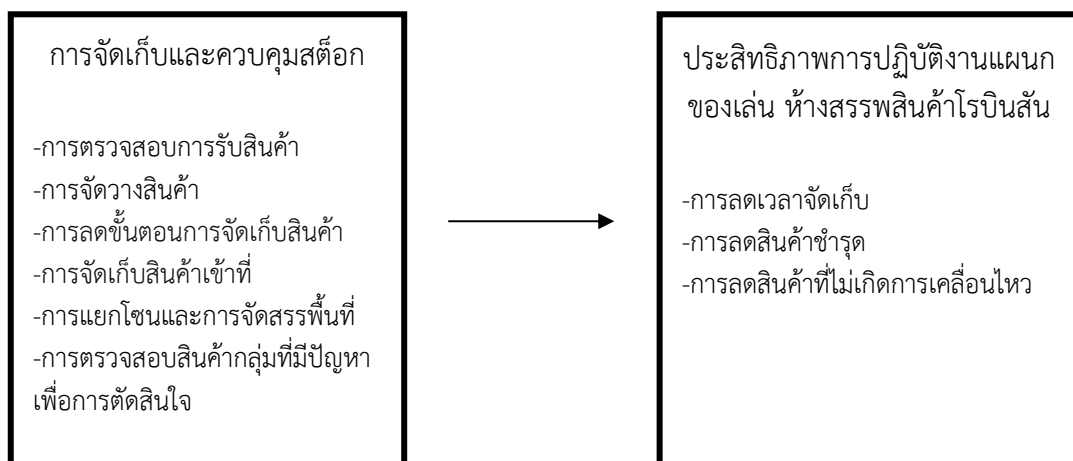 การจัดเก็บและควบคุมสต็อก
-การตรวจสอบการรับสินค้า
-การจัดวางสินค้า
-การลดขั้นตอนการจัดเก็บสินค้า
-การจัดเก็บสินค้าเข้าที่
-การแยกโซนและการจัดสรรพื้นที่
-การตรวจสอบสินค้ากลุ่มที่มีปัญหา
เพื่อการตัดสินใจ
ประสิทธิภาพการปฏิบัติงานแผนก
ของเล่น ห้างสรรพสินค้าโรบินสัน
-การลดเวลาจัดเก็บ
-การลดสินค้าชำรุด
-การลดสินค้าที่ไม่เกิดการเคลื่อนไหว